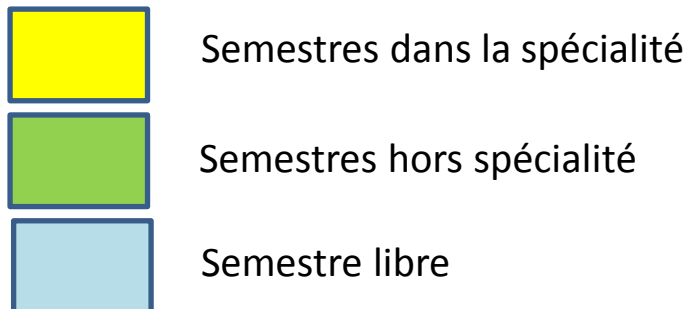 Semestres dans la spécialité
Semestres hors spécialité
Semestre libre